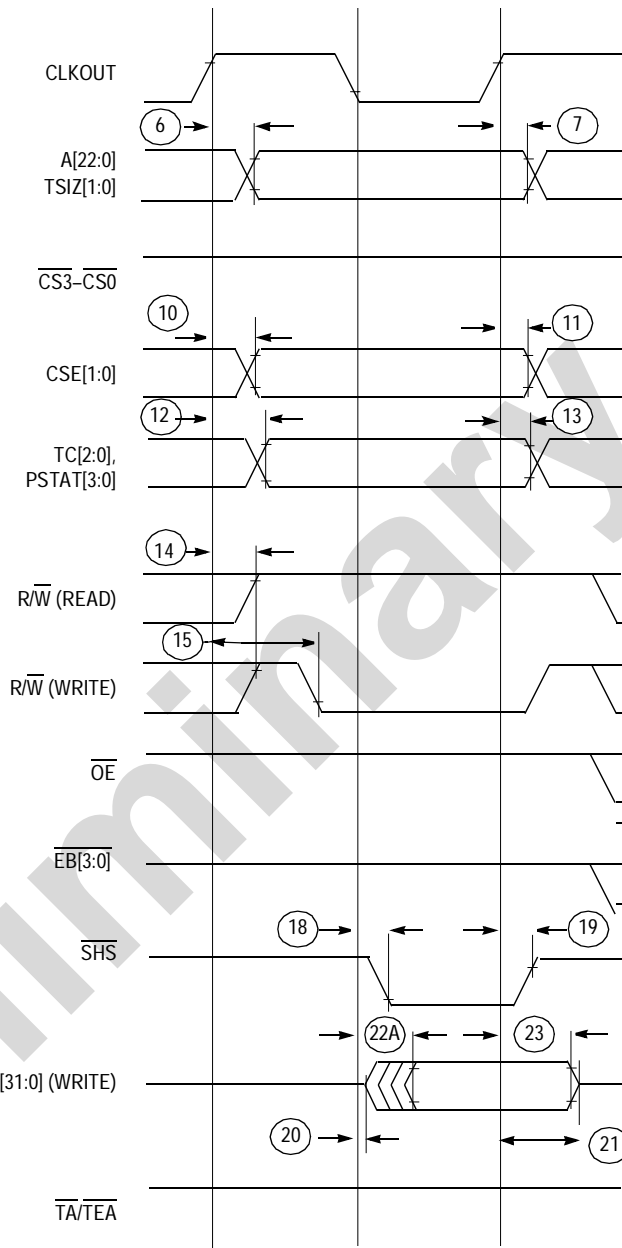 CLKOUT
6
7
A[22:0]
TSIZ[1:0]
CS3–CS0
10
11
CSE[1:0]
12
13
TC[2:0],
PSTAT[3:0]
14
R/W (READ)
15
R/W (WRITE)
OE
EB[3:0]
18
19
SHS
22A
23
[31:0] (WRITE)
20
21
TA/TEA
iminary